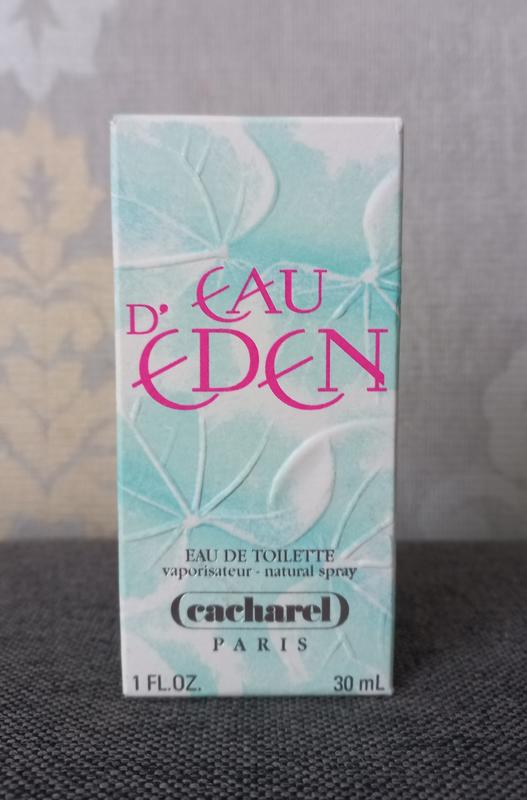 EAU
D' EDEN
EAU DE TOILETTE
vaporisateur - natural spray
cacharel
PARIS
1 FL.OZ. 30 mL